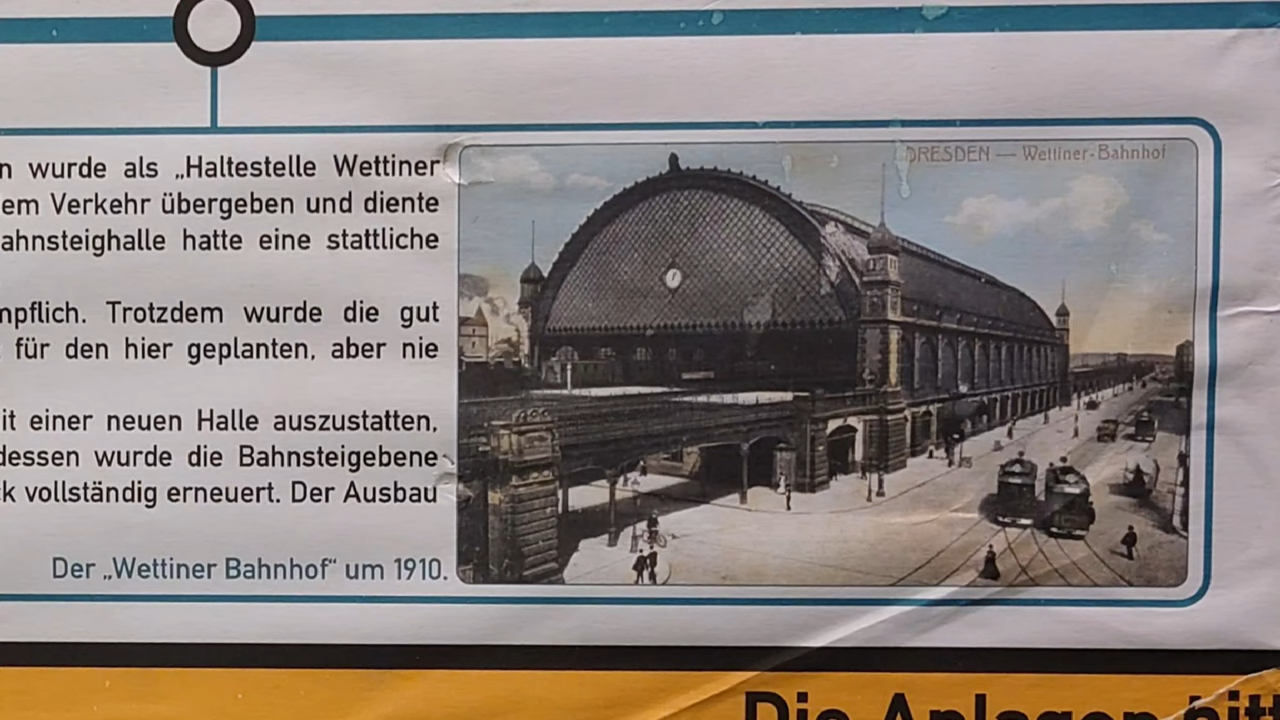 n wurde als „Haltestelle Wettiner
em Verkehr übergeben und diente
ahnsteighalle hatte eine stattliche
mpflich. Trotzdem wurde die gut
für den hier geplanten, aber nie
it einer neuen Halle auszustatten,
dessen wurde die Bahnsteigebene
k vollständig erneuert. Der Ausbau
Der „Wettiner Bahnhof“ um 1910.
DRESDEN — Wettiner-Bahnhof
Die Anlagen bitt